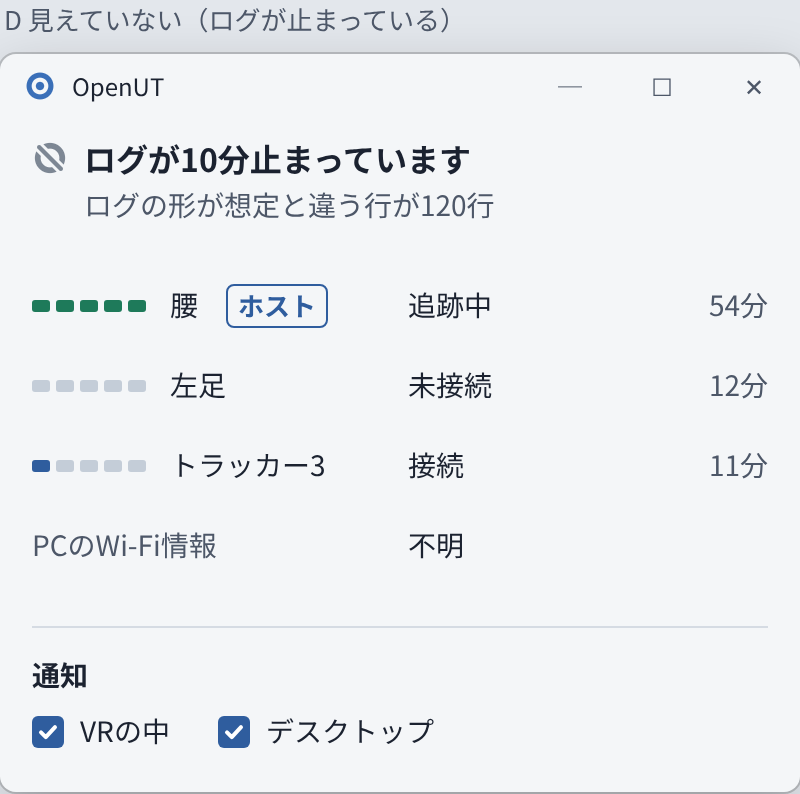 D 見えていない（ログが止まっている）
OpenUT
ログが10分止まっています
ログの形が想定と違う行が120行
腰 ホスト 追跡中 54分
左足 未接続 12分
トラッカー3 接続 11分
PCのWi-Fi情報 不明
通知
VRの中 デスクトップ